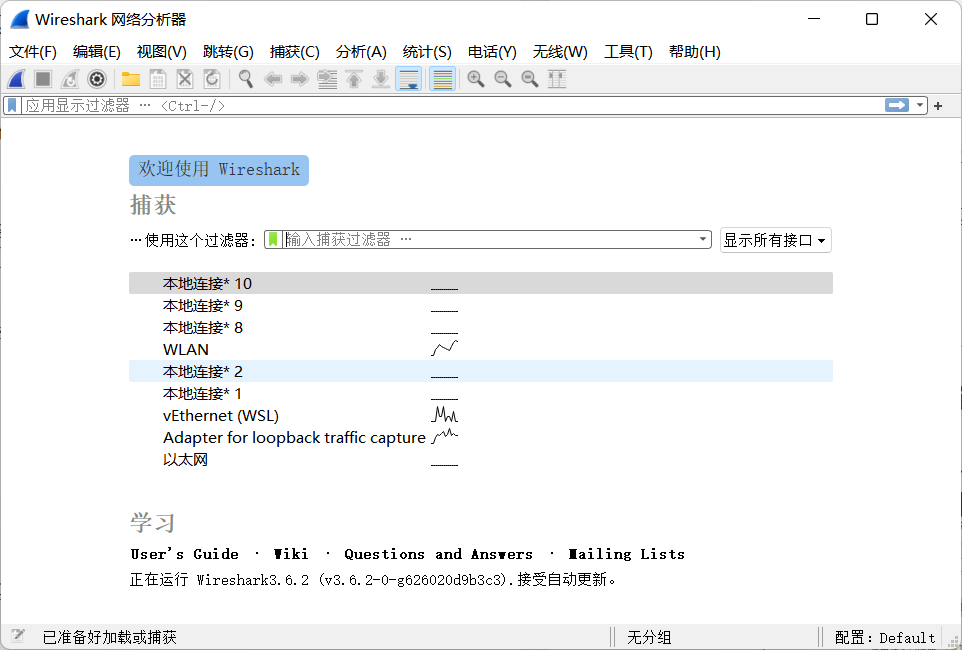 Wireshark 网络分析器
文件(F) 编辑(E) 视图(V) 跳转(G) 捕获(C) 分析(A) 统计(S) 电话(Y) 无线(W) 工具(T) 帮助(H)
应用显示过滤器 … <Ctrl-/>
欢迎使用 Wireshark
捕获
…使用这个过滤器: 输入捕获过滤器 … 显示所有接口
本地连接* 10
本地连接* 9
本地连接* 8
WLAN
本地连接* 2
本地连接* 1
vEthernet (WSL)
Adapter for loopback traffic capture
以太网
学习
User's Guide · Wiki · Questions and Answers · Mailing Lists
正在运行 Wireshark3.6.2 (v3.6.2-0-g626020d9b3c3).接受自动更新。
已准备好加载或捕获 无分组 配置: Default